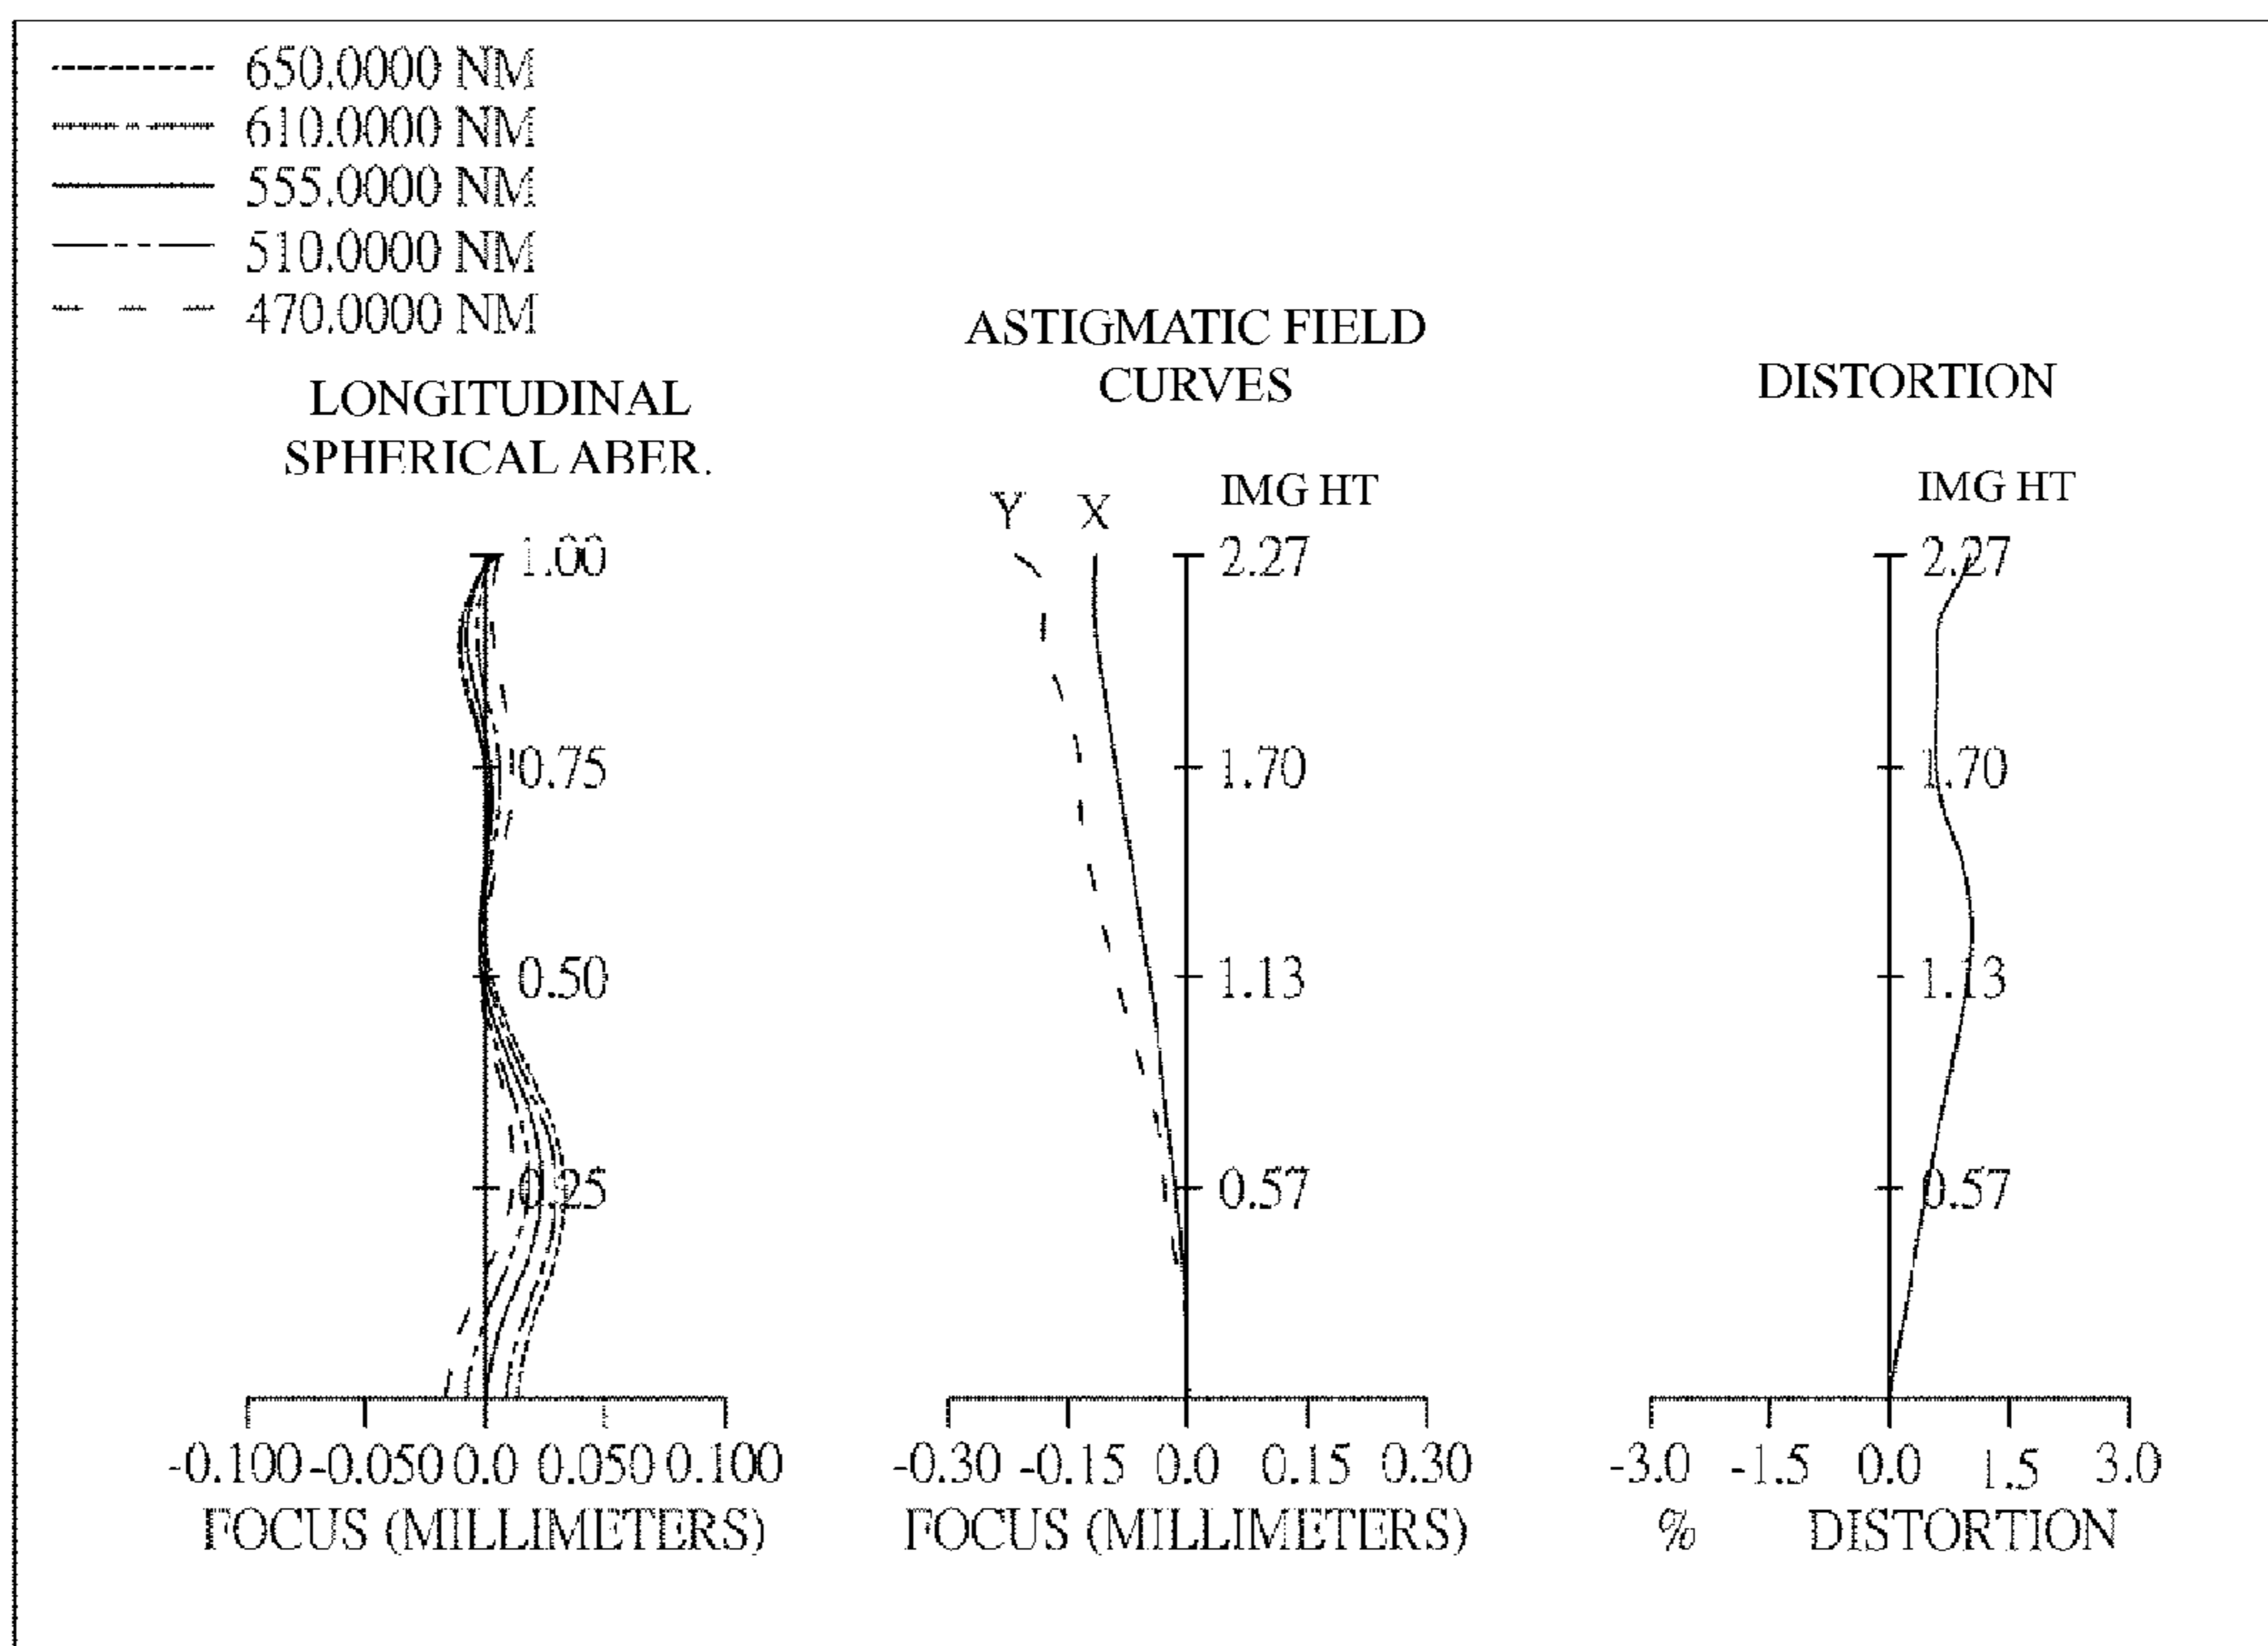 650.0000 NM
610.0000 NM
555.0000 NM
510.0000 NM
470.0000 NM
LONGITUDINAL
SPHERICAL ABER.
1.00
0.75
0.50
0.25
-0.100 -0.050 0.0 0.050 0.100
FOCUS (MILLIMETERS)
ASTIGMATIC FIELD
CURVES
Y X IMG HT
2.27
1.70
1.13
0.57
-0.30 -0.15 0.0 0.15 0.30
FOCUS (MILLIMETERS)
DISTORTION
IMG HT
2.27
1.70
1.13
0.57
-3.0 -1.5 0.0 1.5 3.0
% DISTORTION